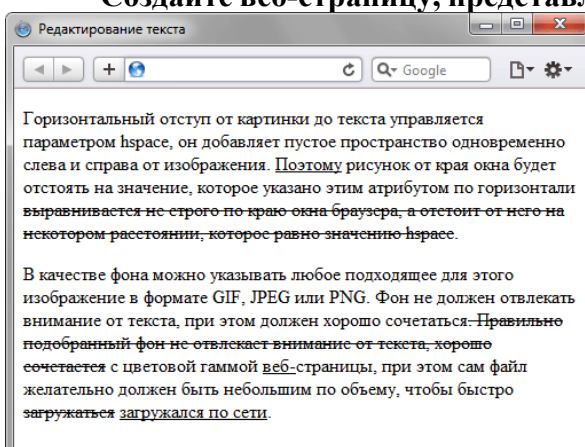 Создайте веб-страницу, представл
Редактирование текста
Google
Горизонтальный отступ от картинки до текста управляется
параметром hspace, он добавляет пустое пространство одновременно
слева и справа от изображения. Поэтому рисунок от края окна будет
отстоять на значение, которое указано этим атрибутом по горизонтали
выравнивается не строго по краю окна браузера, а отстоит от него на
некотором расстоянии, которое равно значению hspace.
В качестве фона можно указывать любое подходящее для этого
изображение в формате GIF, JPEG или PNG. Фон не должен отвлекать
внимание от текста, при этом должен хорошо сочетаться. Правильно
подобранный фон не отвлекает внимание от текста, хорошо
сочетается с цветовой гаммой веб-страницы, при этом сам файл
желательно должен быть небольшим по объему, чтобы быстро
загружаться загружался по сети.